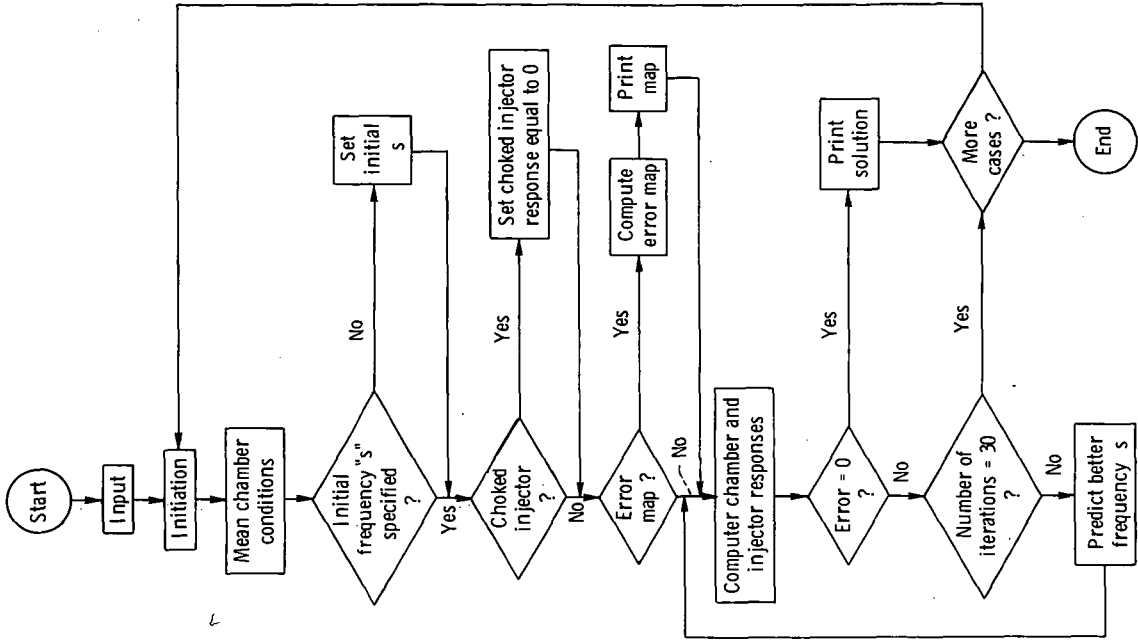 Start
Input
Initiation
Mean chamber
conditions
Initial
frequency "s"
specified
?
No
Set
initial
s
Yes
Choked
injector
?
Yes
Set choked injector
response equal to 0
No
Error
map ?
Yes
Compute
error map
Print
map
No
Computer chamber and
injector responses
Error = 0
?
Yes
Print
solution
No
Number of
iterations = 30
?
Yes
More
cases ?
End
No
Predict better
frequency s